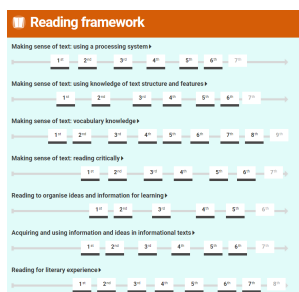 Reading framework
Making sense of text: using a processing system
1st 2nd 3rd 4th 5th 6th 7th
Making sense of text: using knowledge of text structure and features
1st 2nd 3rd 4th 5th 6th 7th
Making sense of text: vocabulary knowledge
1st 2nd 3rd 4th 5th 6th 7th 8th 9th
Making sense of text: reading critically
1st 2nd 3rd 4th 5th 6th 7th
Reading to organise ideas and information for learning
1st 2nd 3rd 4th 5th 6th
Acquiring and using information and ideas in informational texts
1st 2nd 3rd 4th 5th 6th 7th
Reading for literary experience
1st 2nd 3rd 4th 5th 6th 7th 8th